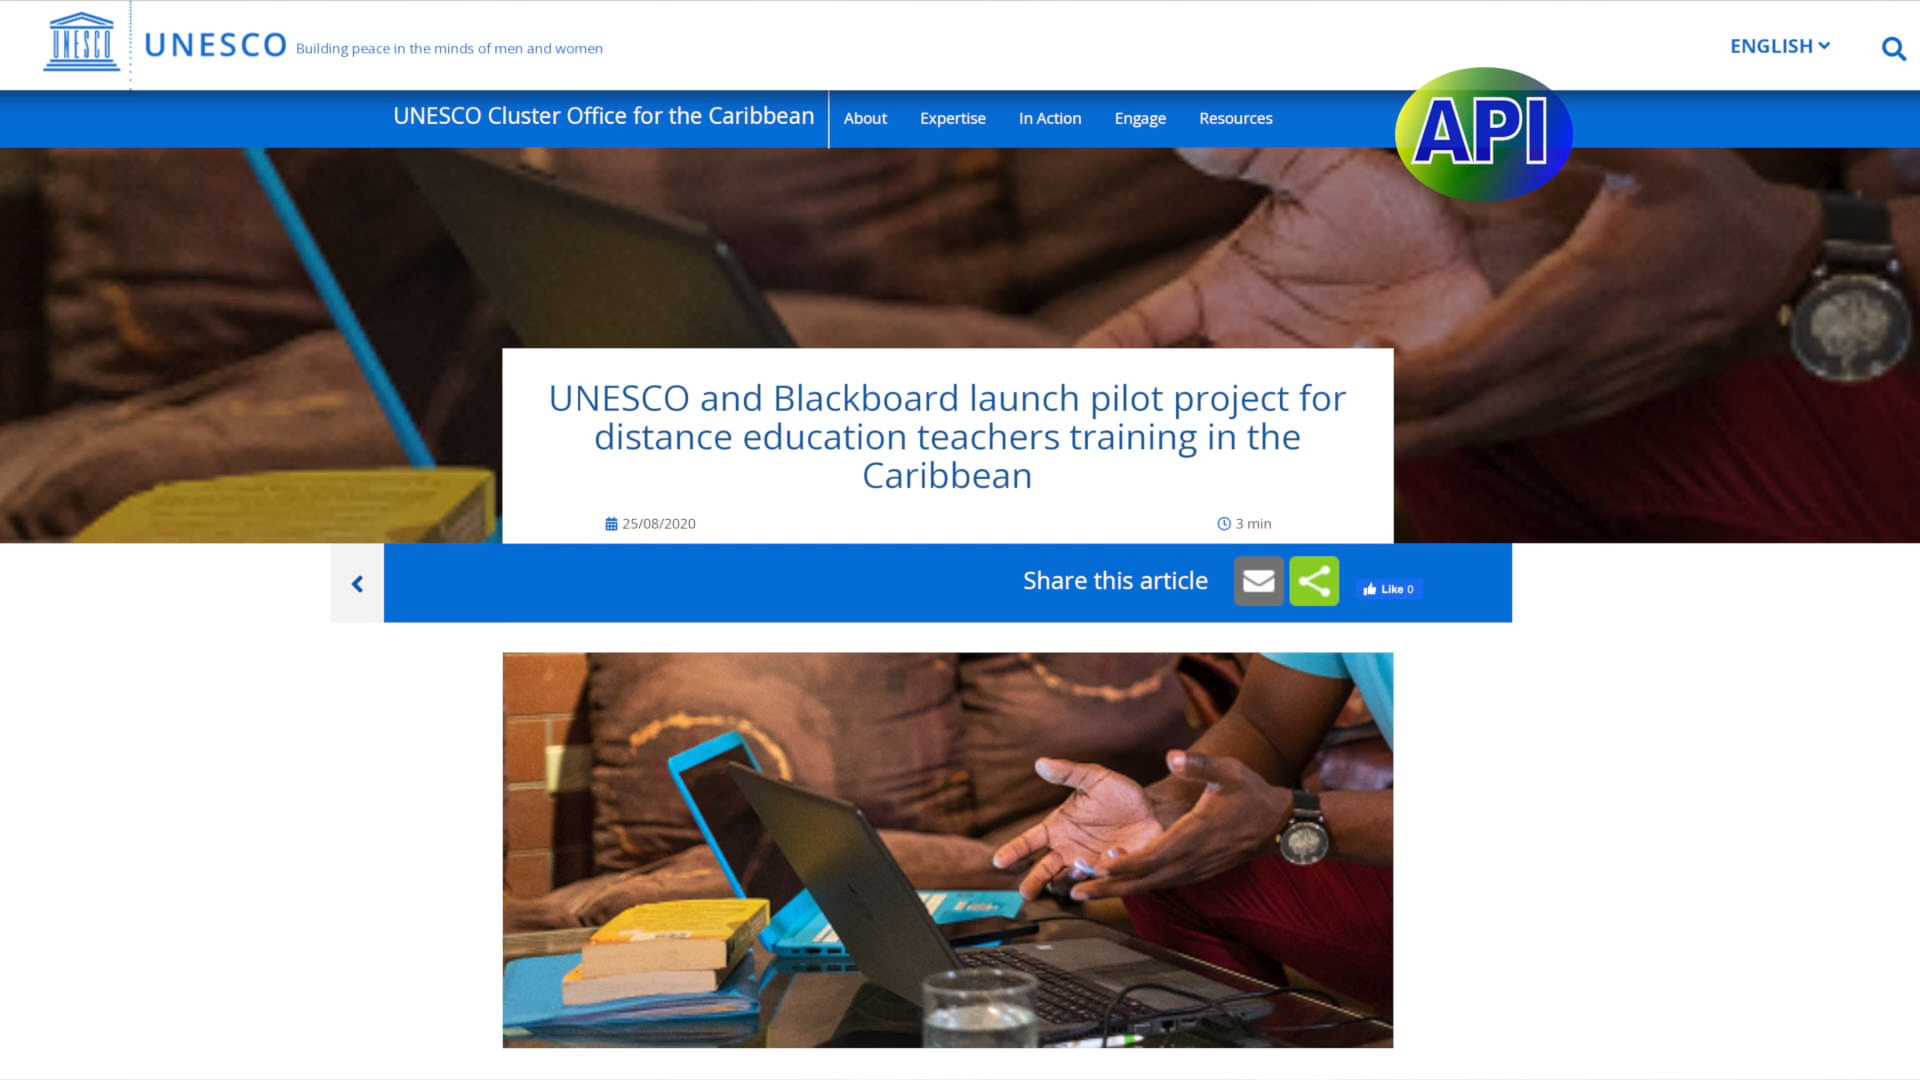 UNESCO
UNESCO Building peace in the minds of men and women
ENGLISH
UNESCO Cluster Office for the Caribbean
About Expertise In Action Engage Resources
API
UNESCO and Blackboard launch pilot project for
distance education teachers training in the
Caribbean
25/08/2020
3 min
Share this article
Like 0